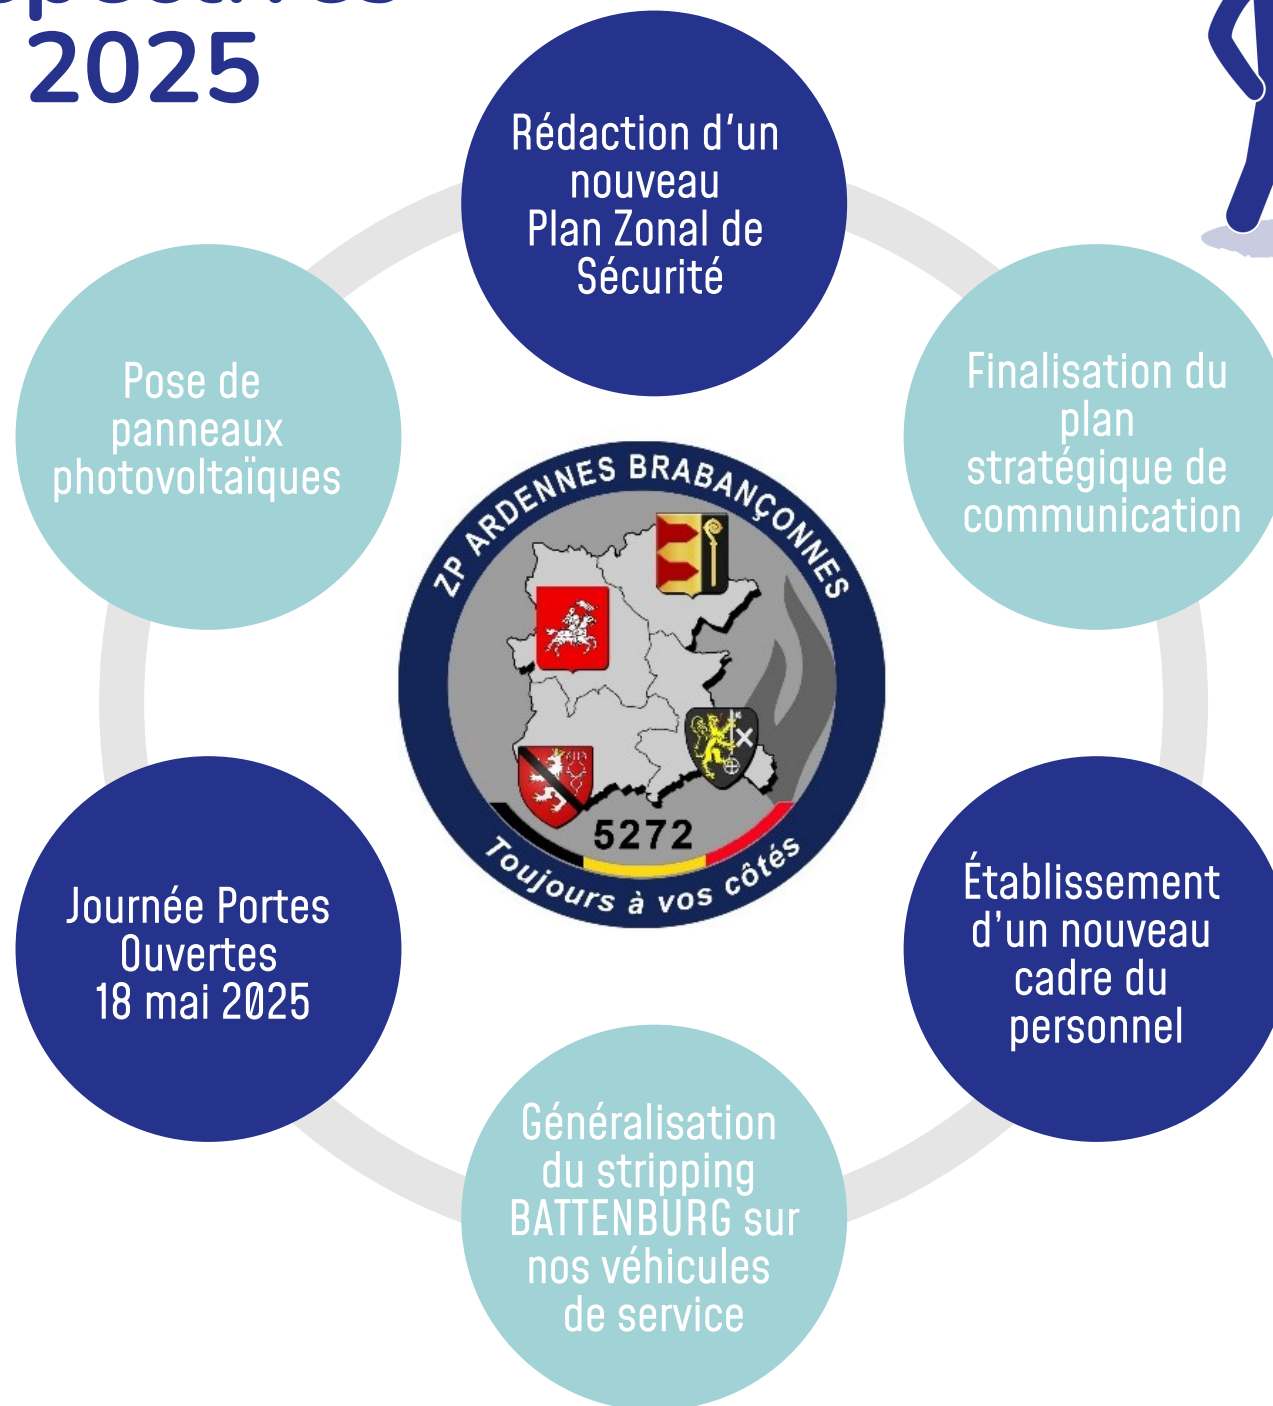 2025
Rédaction d'un
nouveau
Plan Zonal de
Sécurité
Finalisation du
plan
stratégique de
communication
Établissement
d'un nouveau
cadre du
personnel
Généralisation
du stripping
BATTENBURG sur
nos véhicules
de service
Journée Portes
Ouvertes
18 mai 2025
Pose de
panneaux
photovoltaïques
ZP ARDENNES BRABANÇONNES
5272
Toujours à vos côtés